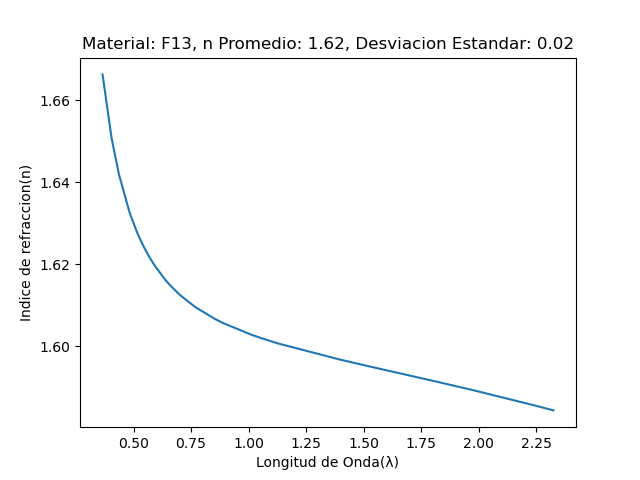 Material: F13, n Promedio: 1.62, Desviacion Estandar: 0.02
1.66
1.64
1.62
1.60
Indice de refraccion(n)
0.50 0.75 1.00 1.25 1.50 1.75 2.00 2.25
Longitud de Onda(λ)